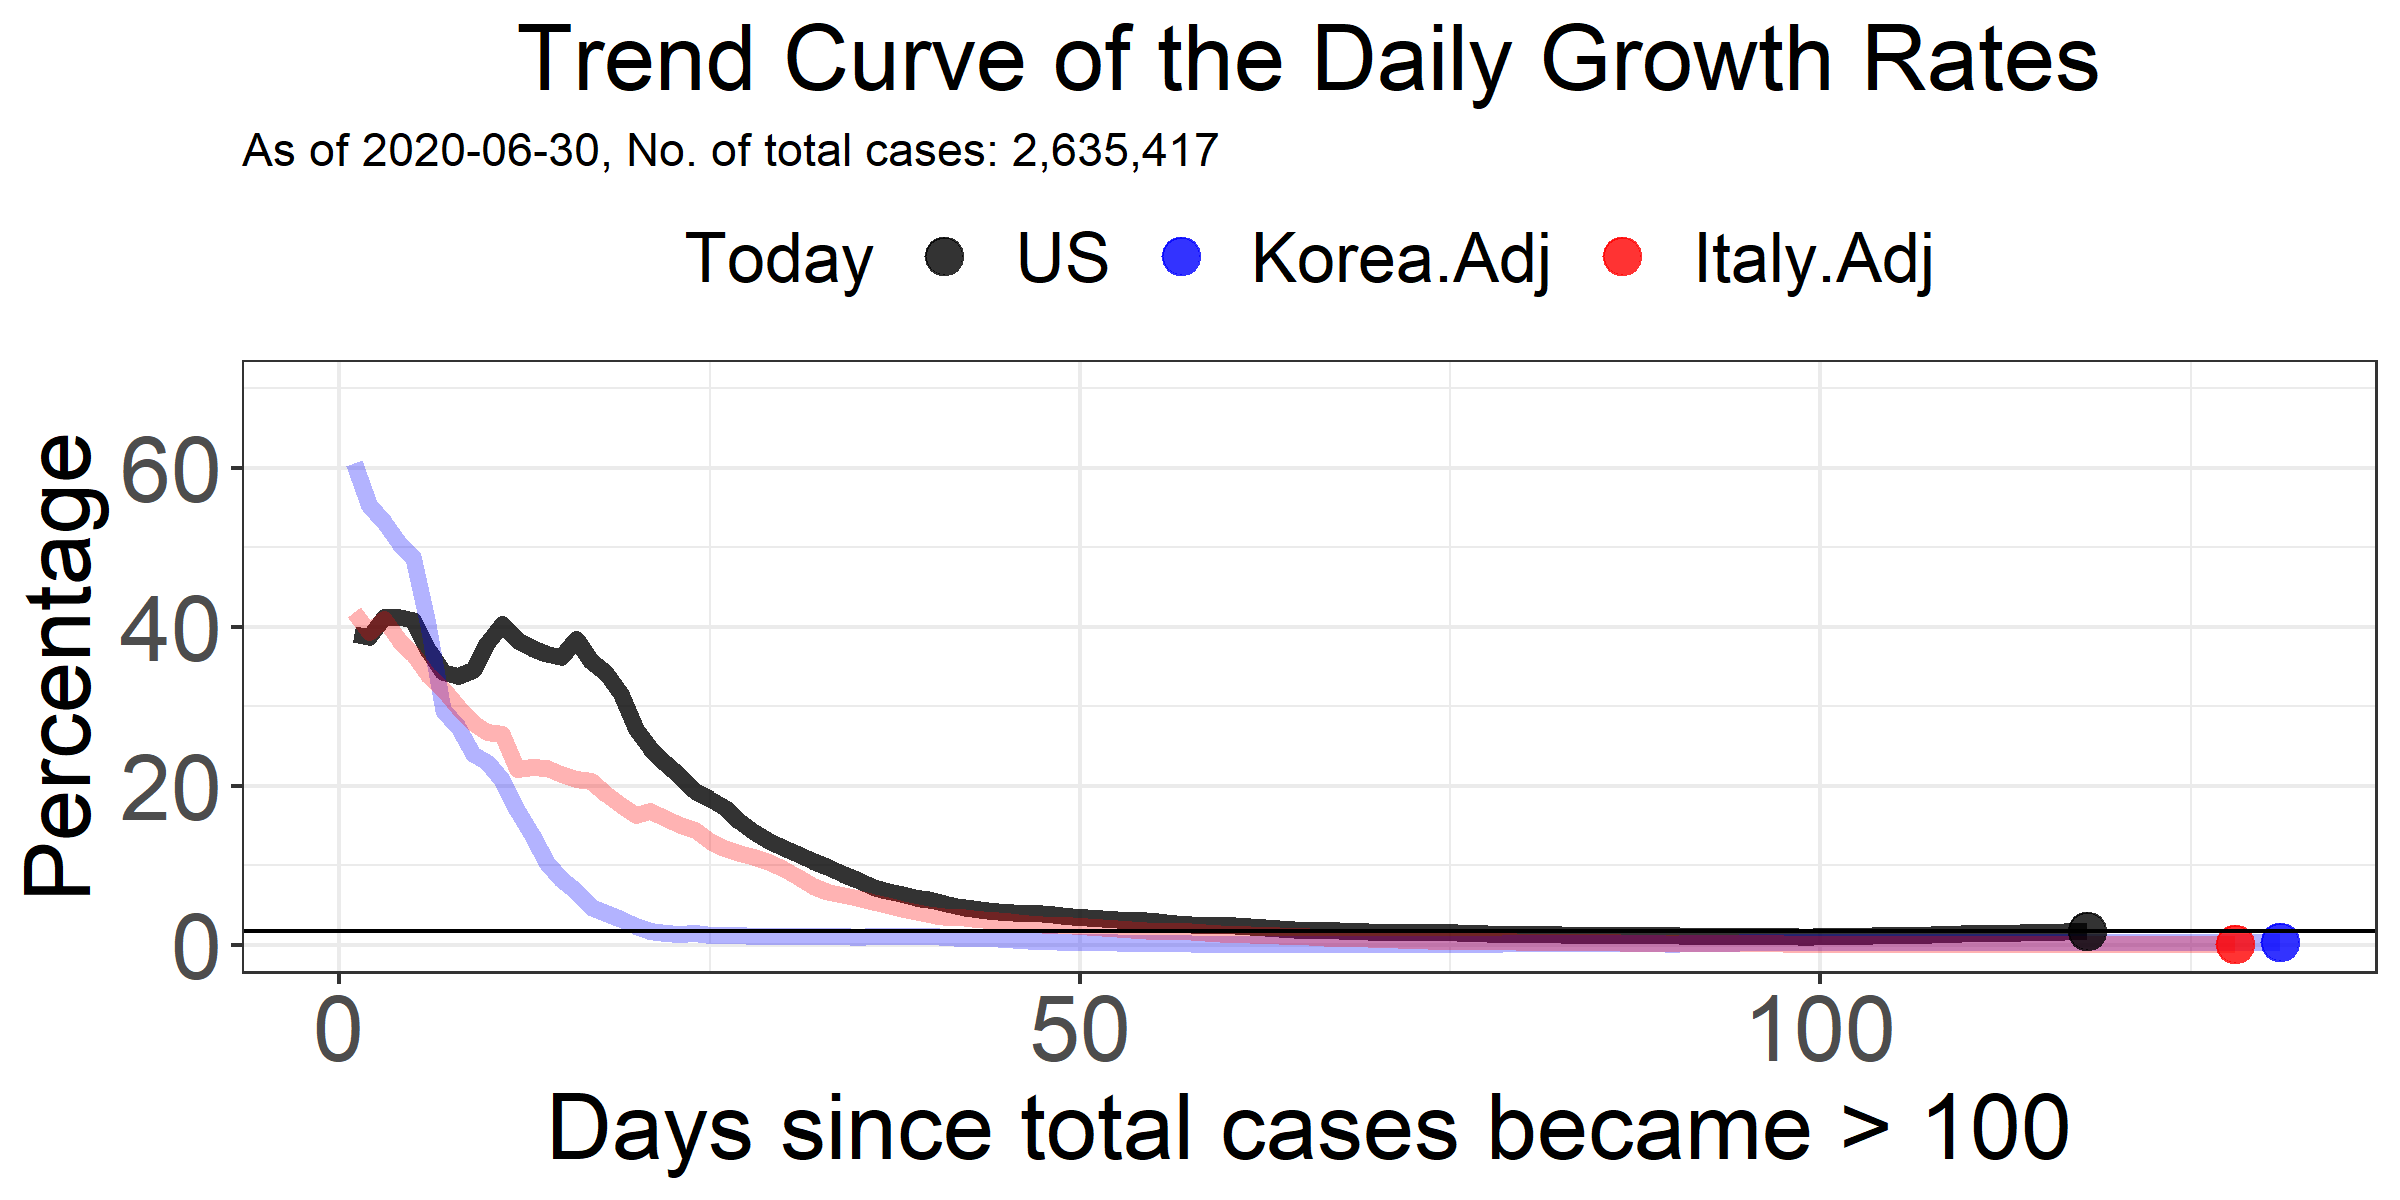 Trend Curve of the Daily Growth Rates
As of 2020-06-30, No. of total cases: 2,635,417
Today US Korea.Adj Italy.Adj
Percentage
60
40
20
0
0 50 100
Days since total cases became > 100